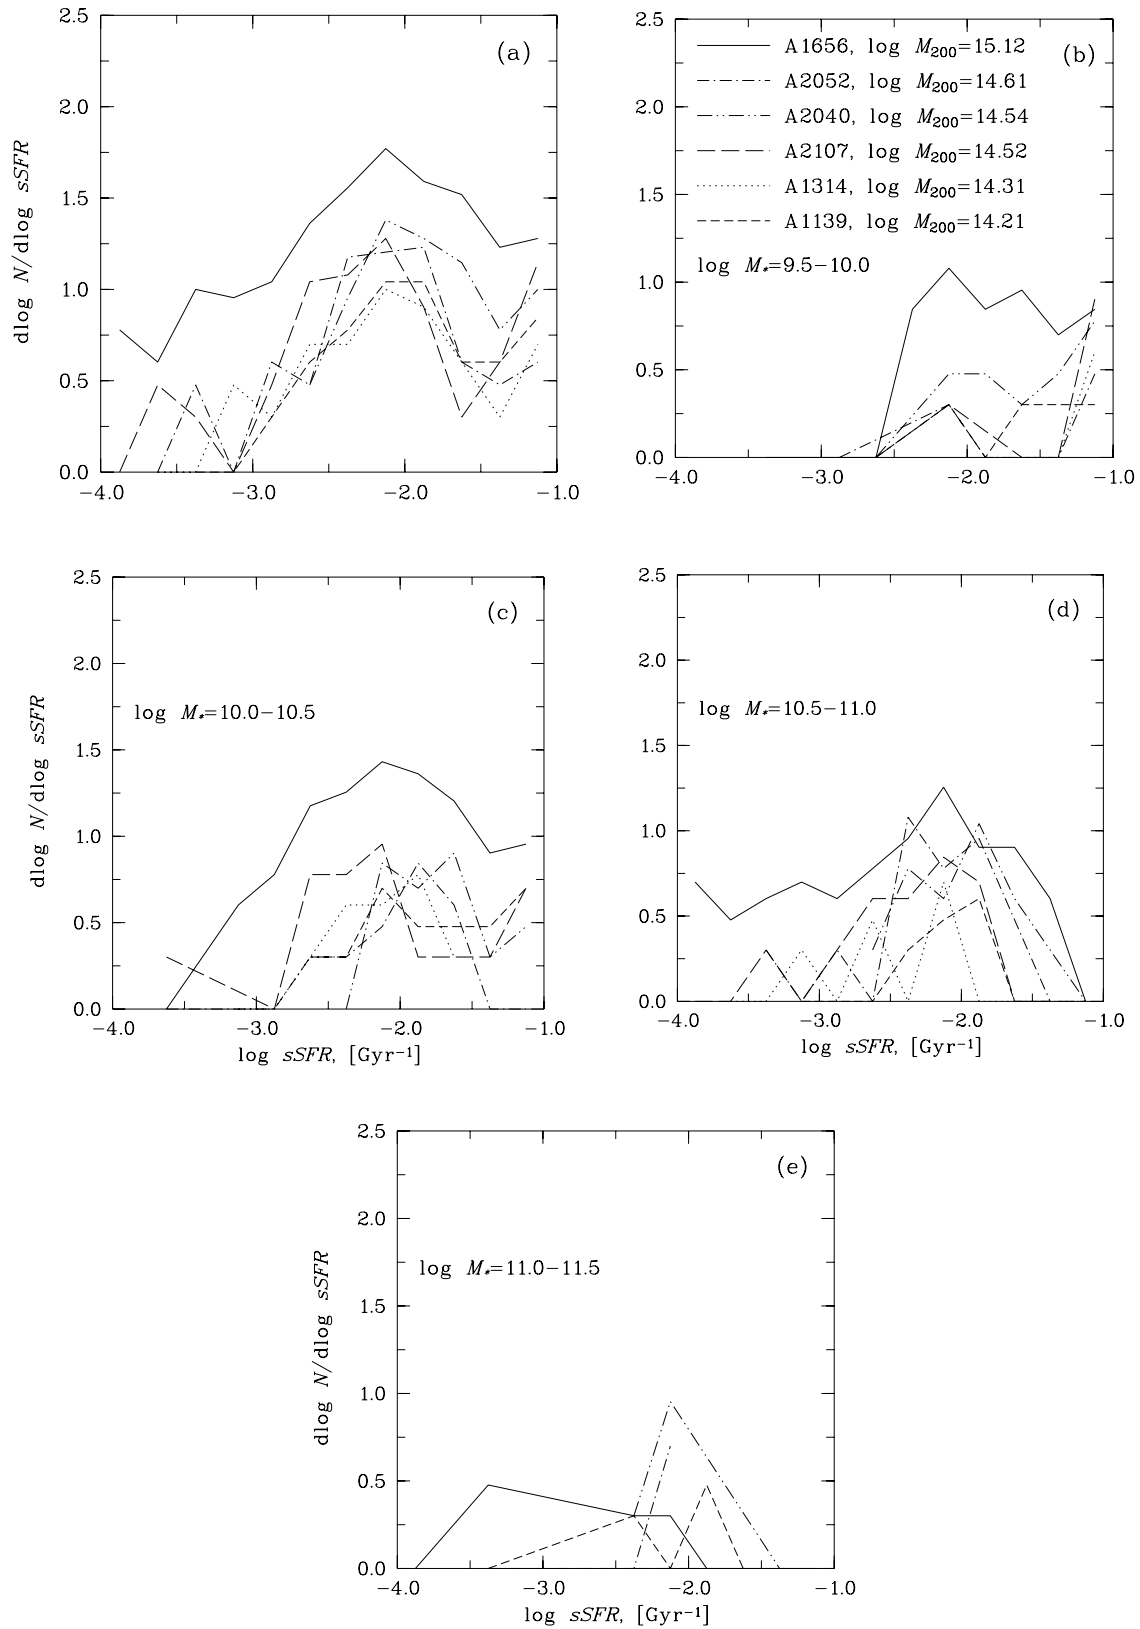 2.5
2.0
1.5
1.0
0.5
0.0
dlog N/dlog sSFR
(a)
−4.0 −3.0 −2.0 −1.0
2.5
2.0
1.5
1.0
0.5
0.0
(b)
A1656, log M200=15.12
A2052, log M200=14.61
A2040, log M200=14.54
A2107, log M200=14.52
A1314, log M200=14.31
A1139, log M200=14.21
log M*=9.5−10.0
−4.0 −3.0 −2.0 −1.0
2.5
2.0
1.5
1.0
0.5
0.0
dlog N/dlog sSFR
(c)
log M*=10.0−10.5
−4.0 −3.0 −2.0 −1.0
log sSFR, [Gyr−1]
2.5
2.0
1.5
1.0
0.5
0.0
(d)
log M*=10.5−11.0
−4.0 −3.0 −2.0 −1.0
log sSFR, [Gyr−1]
2.5
2.0
1.5
1.0
0.5
0.0
dlog N/dlog sSFR
(e)
log M*=11.0−11.5
−4.0 −3.0 −2.0 −1.0
log sSFR, [Gyr−1]